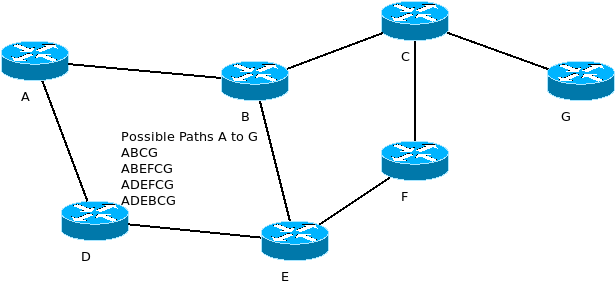 C
A
B
G
Possible Paths A to G
ABCG
ABEFCG
ADEFCG
ADEBCG
F
D
E